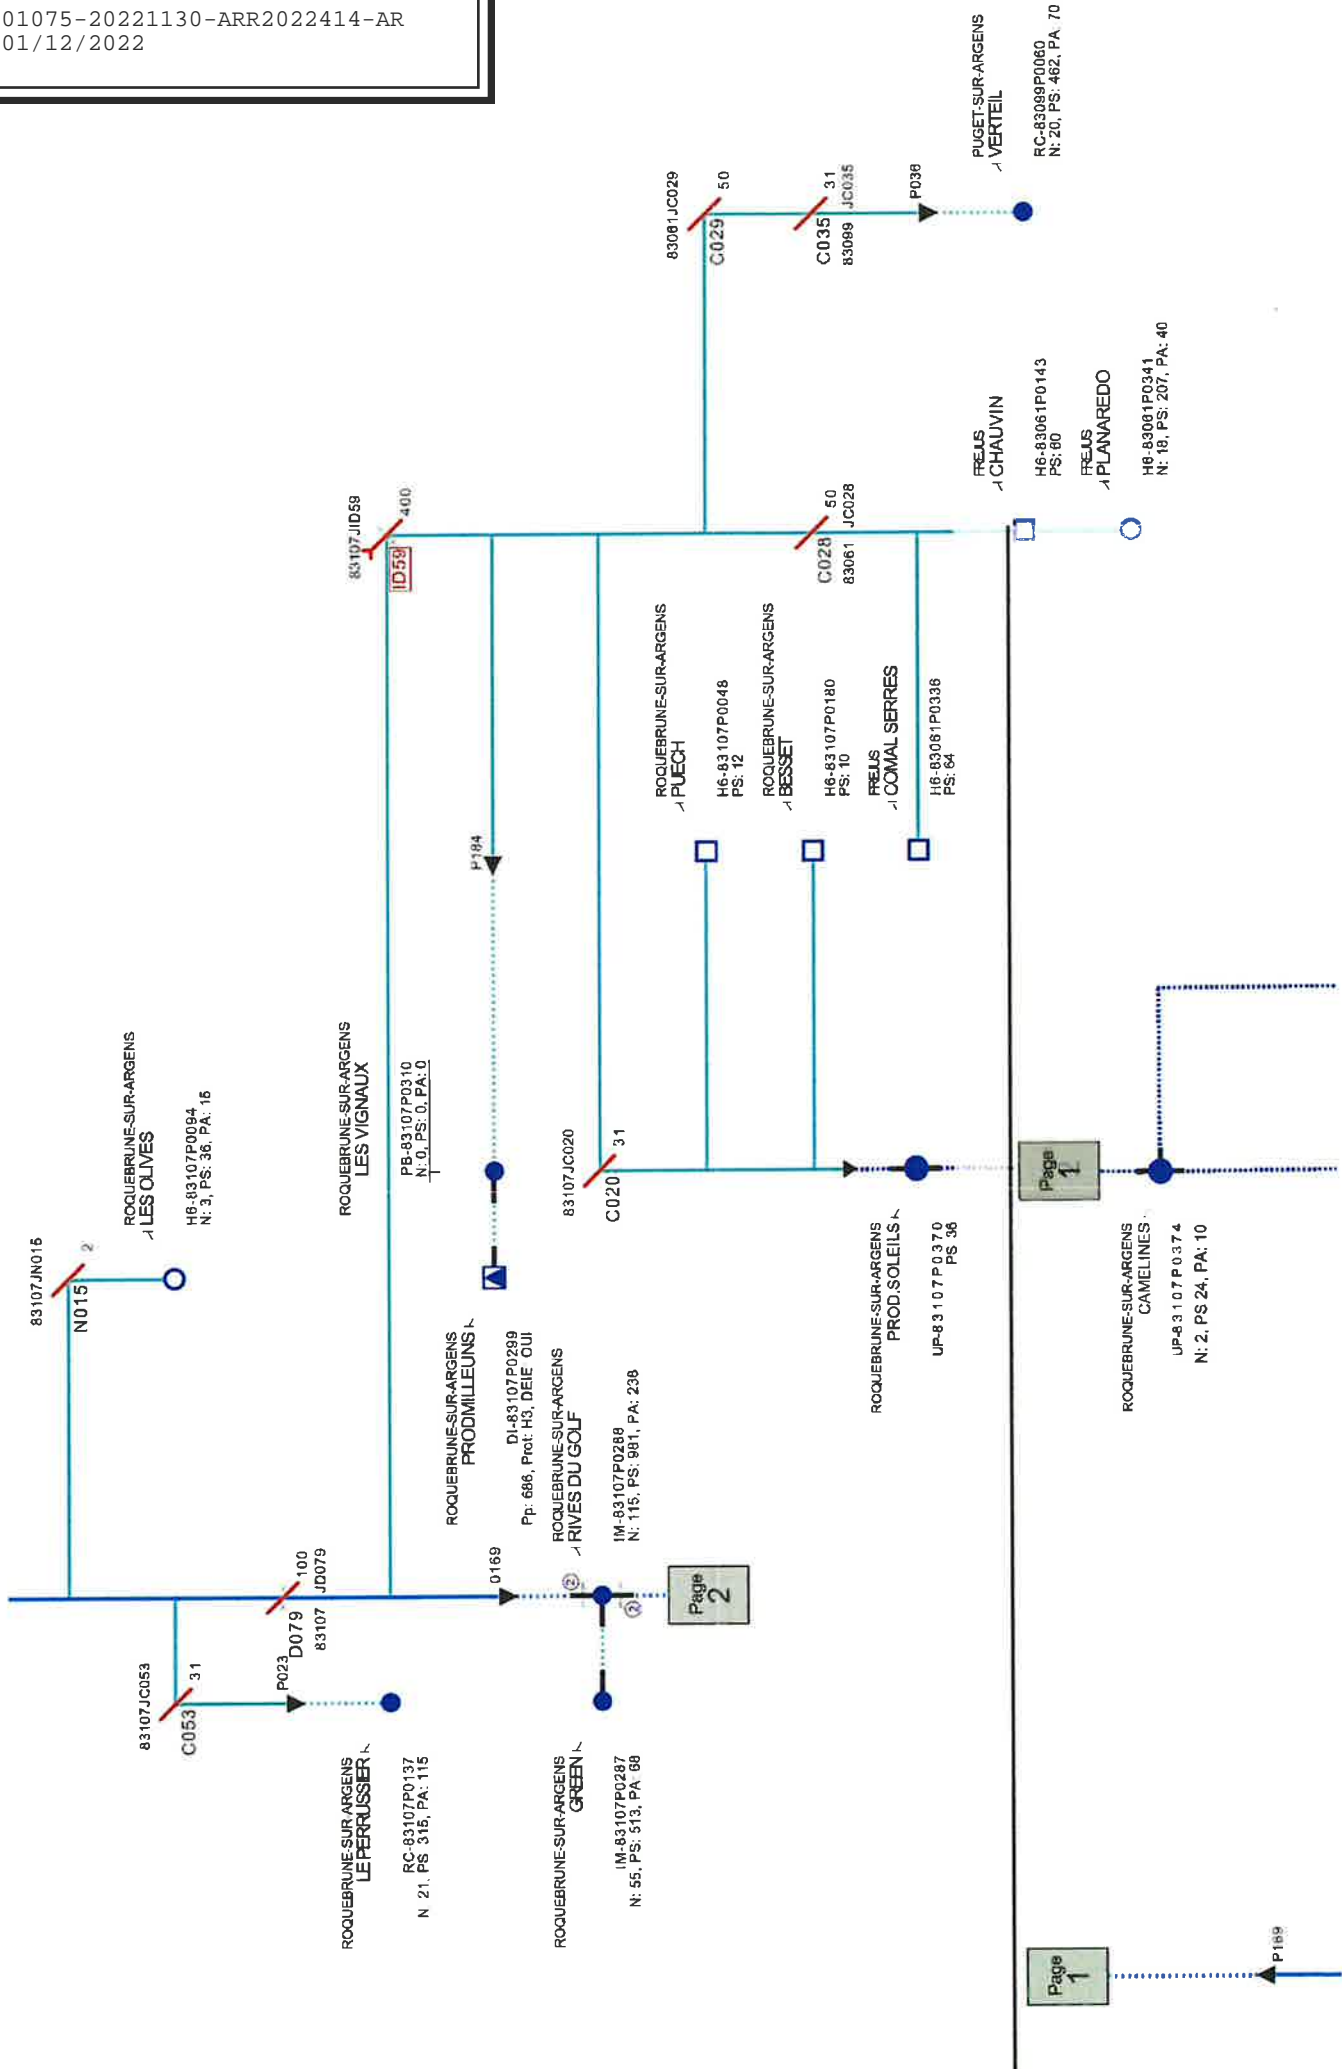 01075-20221130-ARR2022414-AR
01/12/2022
83107JN015
2
N015
ROQUEBRUNE-SUR-ARGENS
LES OLIVES
H6-83107P0094
N: 3, PS: 36, PA: 15
83107JC053
31
C053
P023
D079
100
83107
JD079
ROQUEBRUNE-SUR-ARGENS
LE PERRUSSIER
RC-83107P0137
N 21, PS 315, PA: 115
ROQUEBRUNE-SUR-ARGENS
LES VIGNAUX
PB-83107P0310
N: 0, PS: 0, PA: 0
83107JID59
400
ID59
P184
ROQUEBRUNE-SUR-ARGENS
PRODMILLEUNS
DI-83107P0299
Pp: 686, Prot: H3, DEIE OUI
D169
ROQUEBRUNE-SUR-ARGENS
RIVES DU GOLF
IM-83107P0288
N: 115, PS: 981, PA: 238
2
2
Page
2
ROQUEBRUNE-SUR-ARGENS
GREEN
IM-83107P0287
N: 55, PS: 513, PA: 68
83107JC020
31
C020
ROQUEBRUNE-SUR-ARGENS
PUECH
H6-83107P0048
PS: 12
ROQUEBRUNE-SUR-ARGENS
BESSET
H6-83107P0180
PS: 10
FREJUS
COMAL SERRES
H6-83061P0336
PS: 64
83061JC029
50
C029
31
C035
83099
JC035
P036
PUGET-SUR-ARGENS
VERTEIL
RC-83099P0060
N: 20, PS: 462, PA: 70
50
C028
83061
JC028
FREJUS
CHAUVIN
H6-83061P0143
PS: 60
FREJUS
PLANAREDO
H6-83061P0341
N: 18, PS: 207, PA: 40
ROQUEBRUNE-SUR-ARGENS
PROD.SOLEILS
UP-83107P0370
PS 36
Page
1
ROQUEBRUNE-SUR-ARGENS
CAMELINES
UP-83107P0374
N: 2, PS 24, PA: 10
Page
1
P169